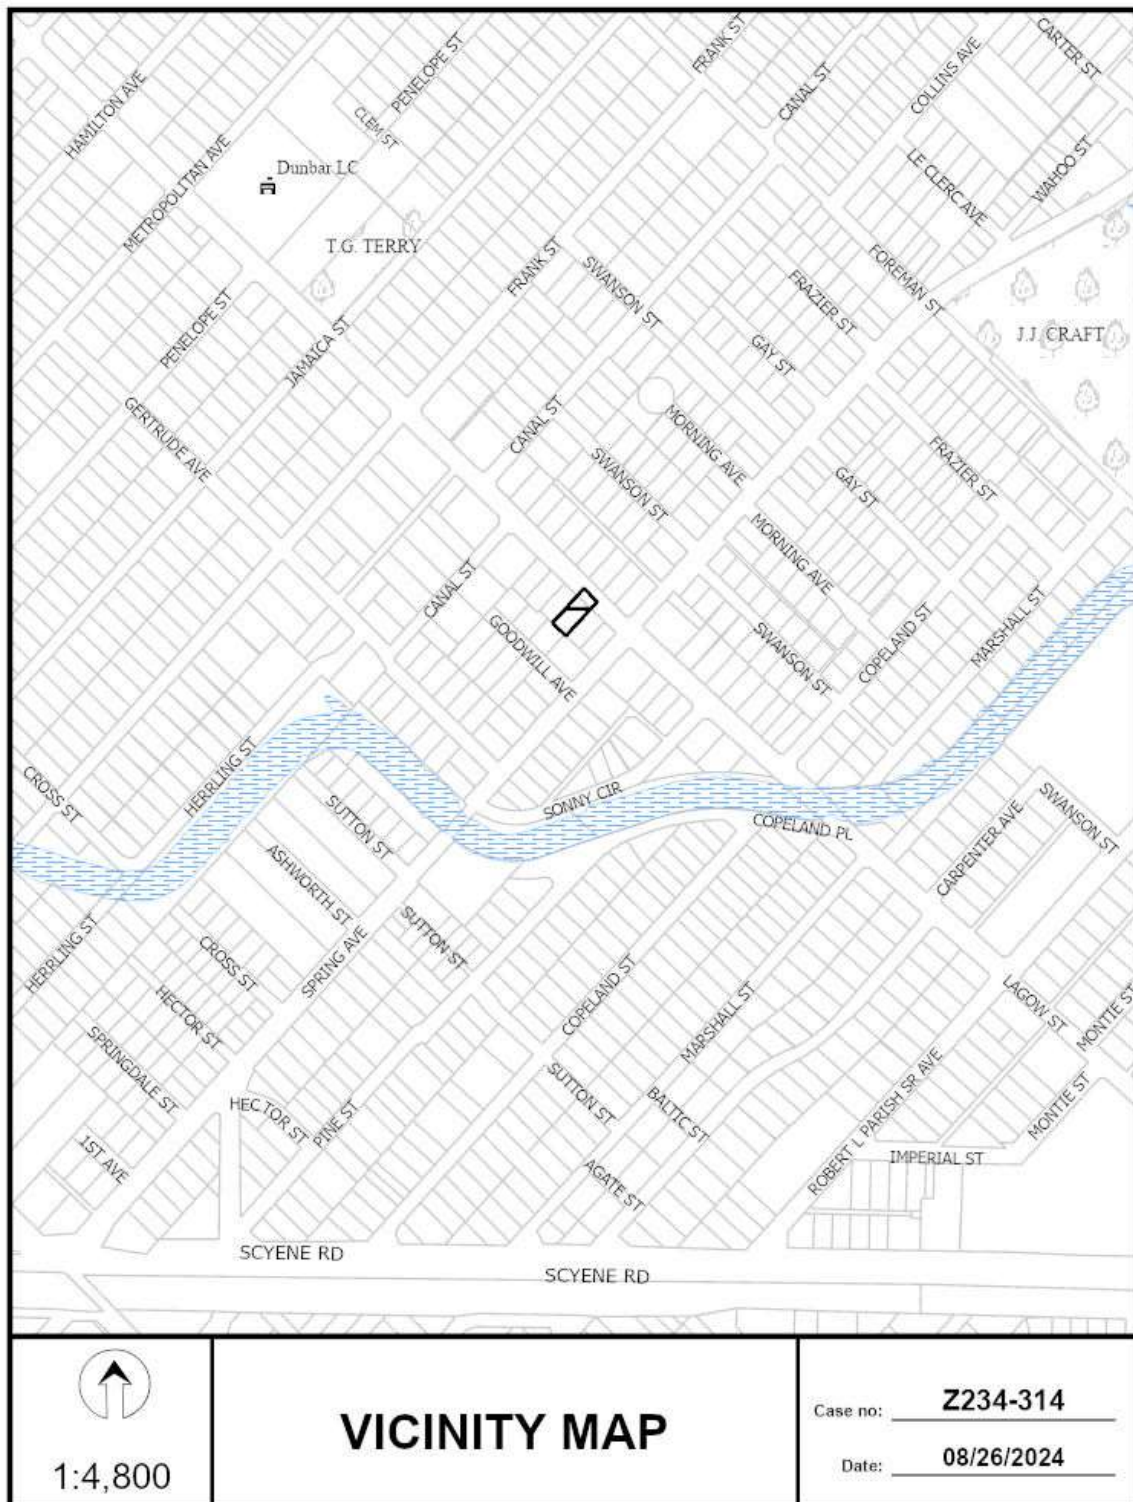 FRANK ST
CARTER ST
PENELOPE ST
COLLINS AVE
CANAL ST
HAMILTON AVE
CLEM ST
METROPOLITAN AVE
Dunbar LC
LE CLERC AVE
WAHOO ST
T.G. TERRY
FRANK ST
SWANSON ST
FRAZIER ST
FOREMAN ST
PENELOPE ST
JAMAICA ST
J.J. CRAFT
GAY ST
GERTRUDE AVE
CANAL ST
MORNING AVE
SWANSON ST
GAY ST
FRAZIER ST
MORNING AVE
CANAL ST
GOODWILL AVE
SWANSON ST
COPELAND ST
MARSHALL ST
CROSS ST
HERRLING ST
SONNY CIR
COPELAND PL
SWANSON ST
SUTTON ST
CARPENTER AVE
ASHWORTH ST
HERRLING ST
CROSS ST
SPRING AVE
SUTTON ST
COPELAND ST
MARSHALL ST
LAGOW ST
MONTIE ST
HECTOR ST
SPRINGDALE ST
HECTOR ST
PINE ST
SUTTON ST
BALTIC ST
ROBERT L PARISH SR AVE
MONTIE ST
1ST AVE
AGATE ST
IMPERIAL ST
SCYENE RD
SCYENE RD
1:4,800
VICINITY MAP
Case no: Z234-314
Date: 08/26/2024